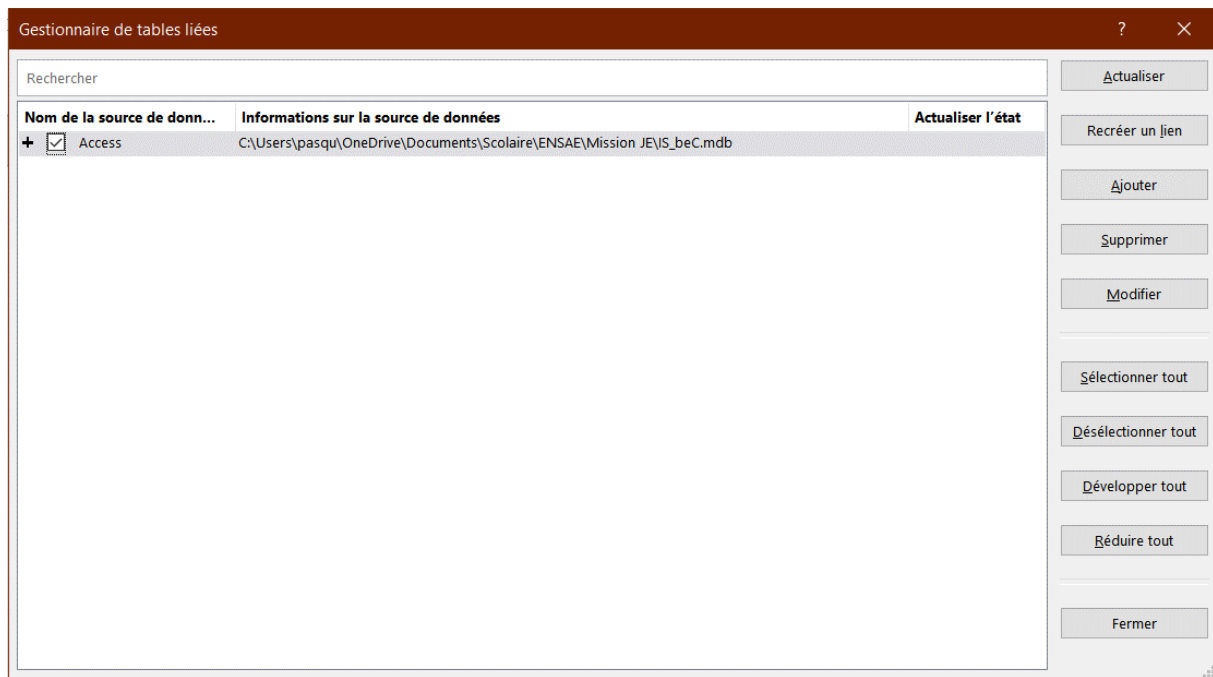 Gestionnaire de tables liées ?
Rechercher
Actualiser
Nom de la source de donn... Informations sur la source de données Actualiser l'état
Access C:\Users\pasqu\OneDrive\Documents\Scolaire\ENSAE\Mission JE\IS_beC.mdb
Recréer un lien
Ajouter
Supprimer
Modifier
Sélectionner tout
Désélectionner tout
Développer tout
Réduire tout
Fermer